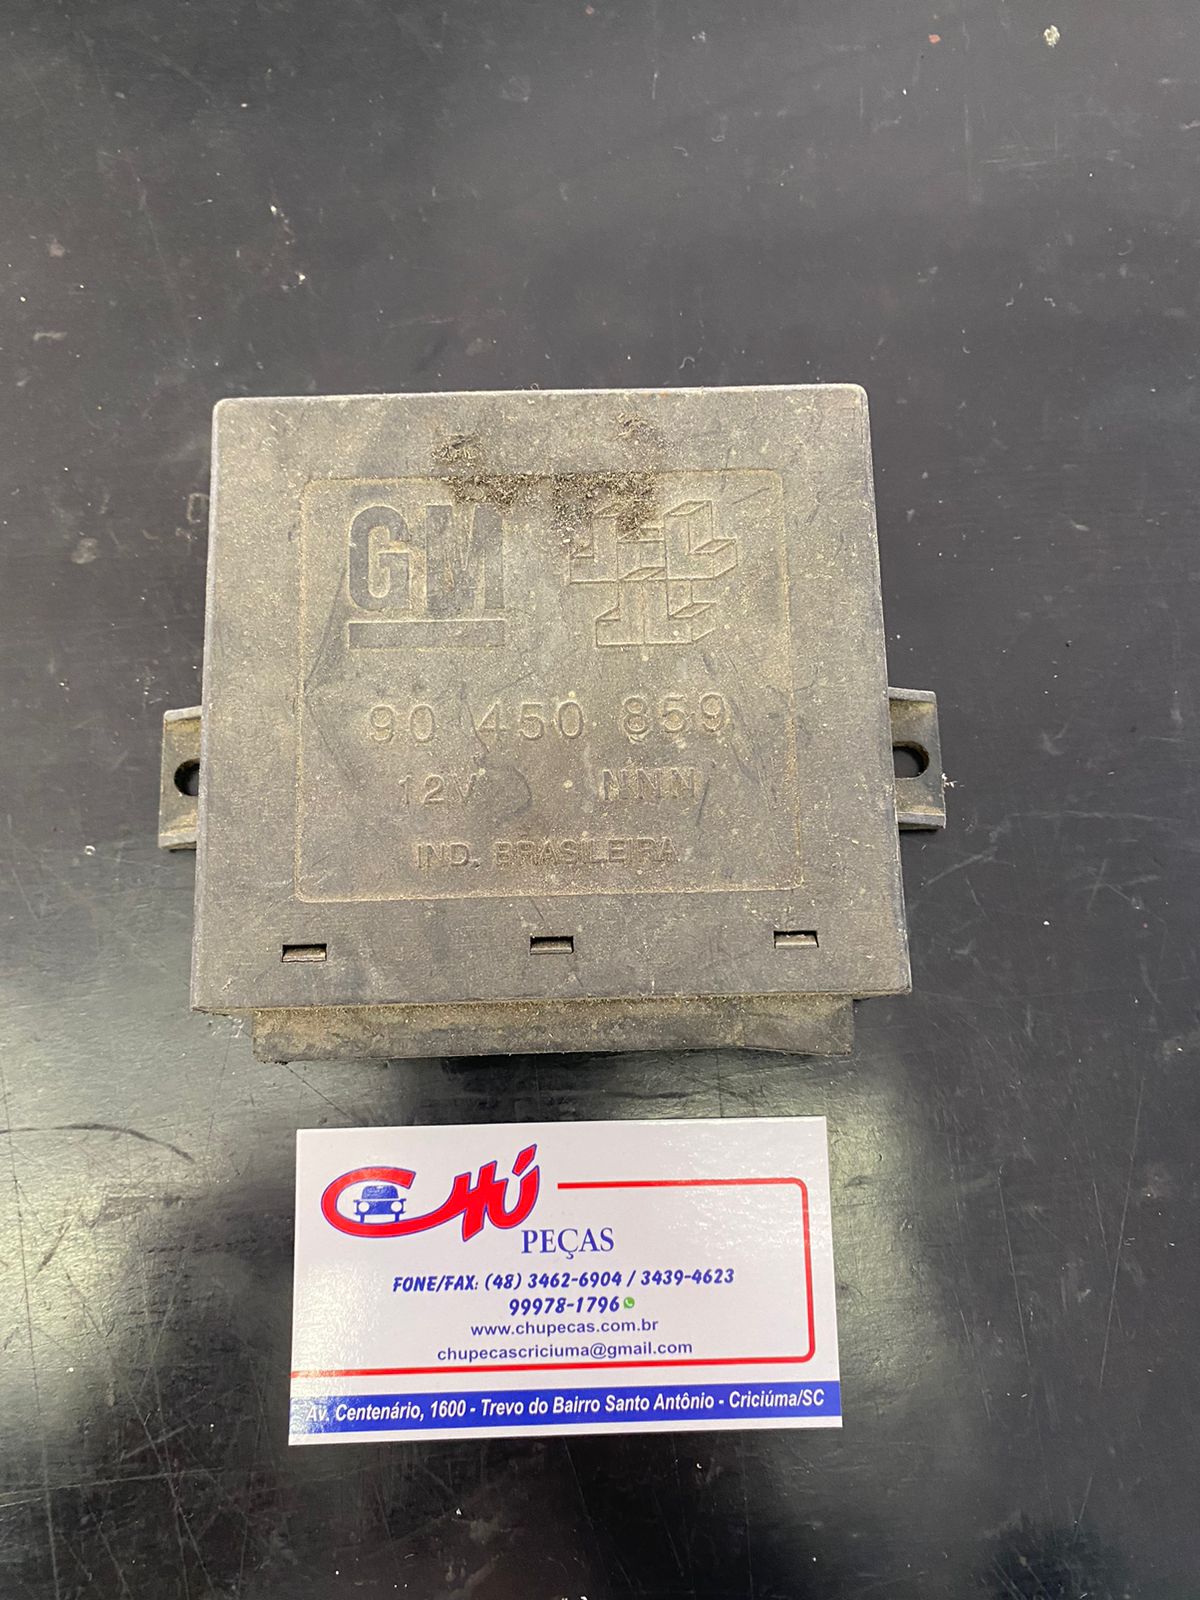 GM
90 450 859
12V NNN
IND. BRASILEIRA
CHÚ
PEÇAS
FONE/FAX: (48) 3462-6904 / 3439-4623
99978-1796
www.chupecas.com.br
chupecascriciuma@gmail.com
Av. Centenário, 1600 - Trevo do Bairro Santo Antônio - Criciúma/SC